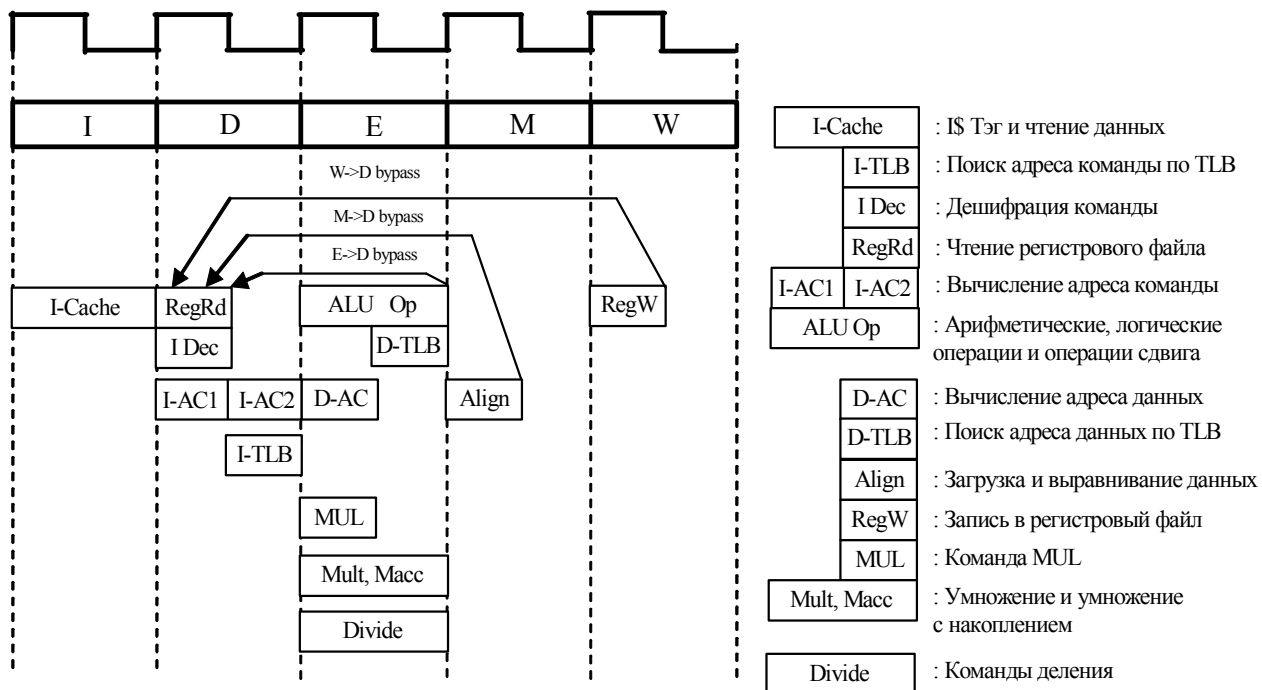 I D E M W
W->D bypass
M->D bypass
E->D bypass
I-Cache RegRd ALU Op RegW
I Dec D-TLB
I-AC1 I-AC2 D-AC Align
I-TLB
MUL
Mult, Macc
Divide
I-Cache : I$ Тэг и чтение данных
I-TLB : Поиск адреса команды по TLB
I Dec : Дешифрация команды
RegRd : Чтение регистрового файла
I-AC1 I-AC2 : Вычисление адреса команды
ALU Op : Арифметические, логические
операции и операции сдвига
D-AC : Вычисление адреса данных
D-TLB : Поиск адреса данных по TLB
Align : Загрузка и выравнивание данных
RegW : Запись в регистровый файл
MUL : Команда MUL
Mult, Macc : Умножение и умножение
с накоплением
Divide : Команды деления